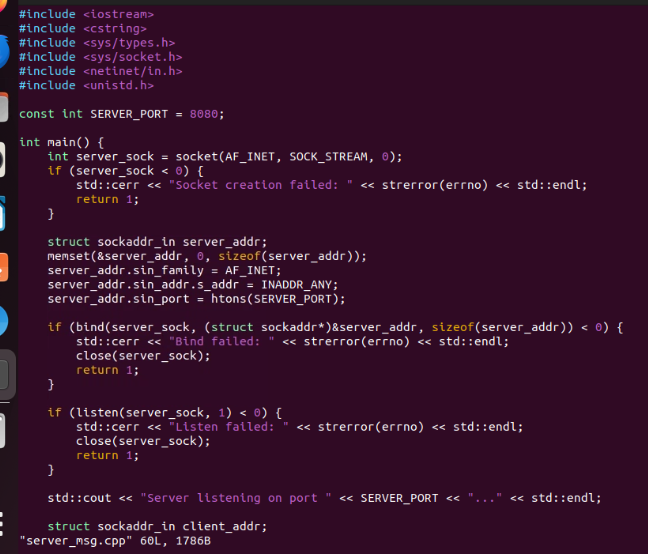 #include <iostream>
#include <cstring>
#include <sys/types.h>
#include <sys/socket.h>
#include <netinet/in.h>
#include <unistd.h>

const int SERVER_PORT = 8080;

int main() {
    int server_sock = socket(AF_INET, SOCK_STREAM, 0);
    if (server_sock < 0) {
        std::cerr << "Socket creation failed: " << strerror(errno) << std::endl;
        return 1;
    }

    struct sockaddr_in server_addr;
    memset(&server_addr, 0, sizeof(server_addr));
    server_addr.sin_family = AF_INET;
    server_addr.sin_addr.s_addr = INADDR_ANY;
    server_addr.sin_port = htons(SERVER_PORT);

    if (bind(server_sock, (struct sockaddr*)&server_addr, sizeof(server_addr)) < 0) {
        std::cerr << "Bind failed: " << strerror(errno) << std::endl;
        close(server_sock);
        return 1;
    }

    if (listen(server_sock, 1) < 0) {
        std::cerr << "Listen failed: " << strerror(errno) << std::endl;
        close(server_sock);
        return 1;
    }

    std::cout << "Server listening on port " << SERVER_PORT << "..." << std::endl;

    struct sockaddr_in client_addr;
"server_msg.cpp" 60L, 1786B